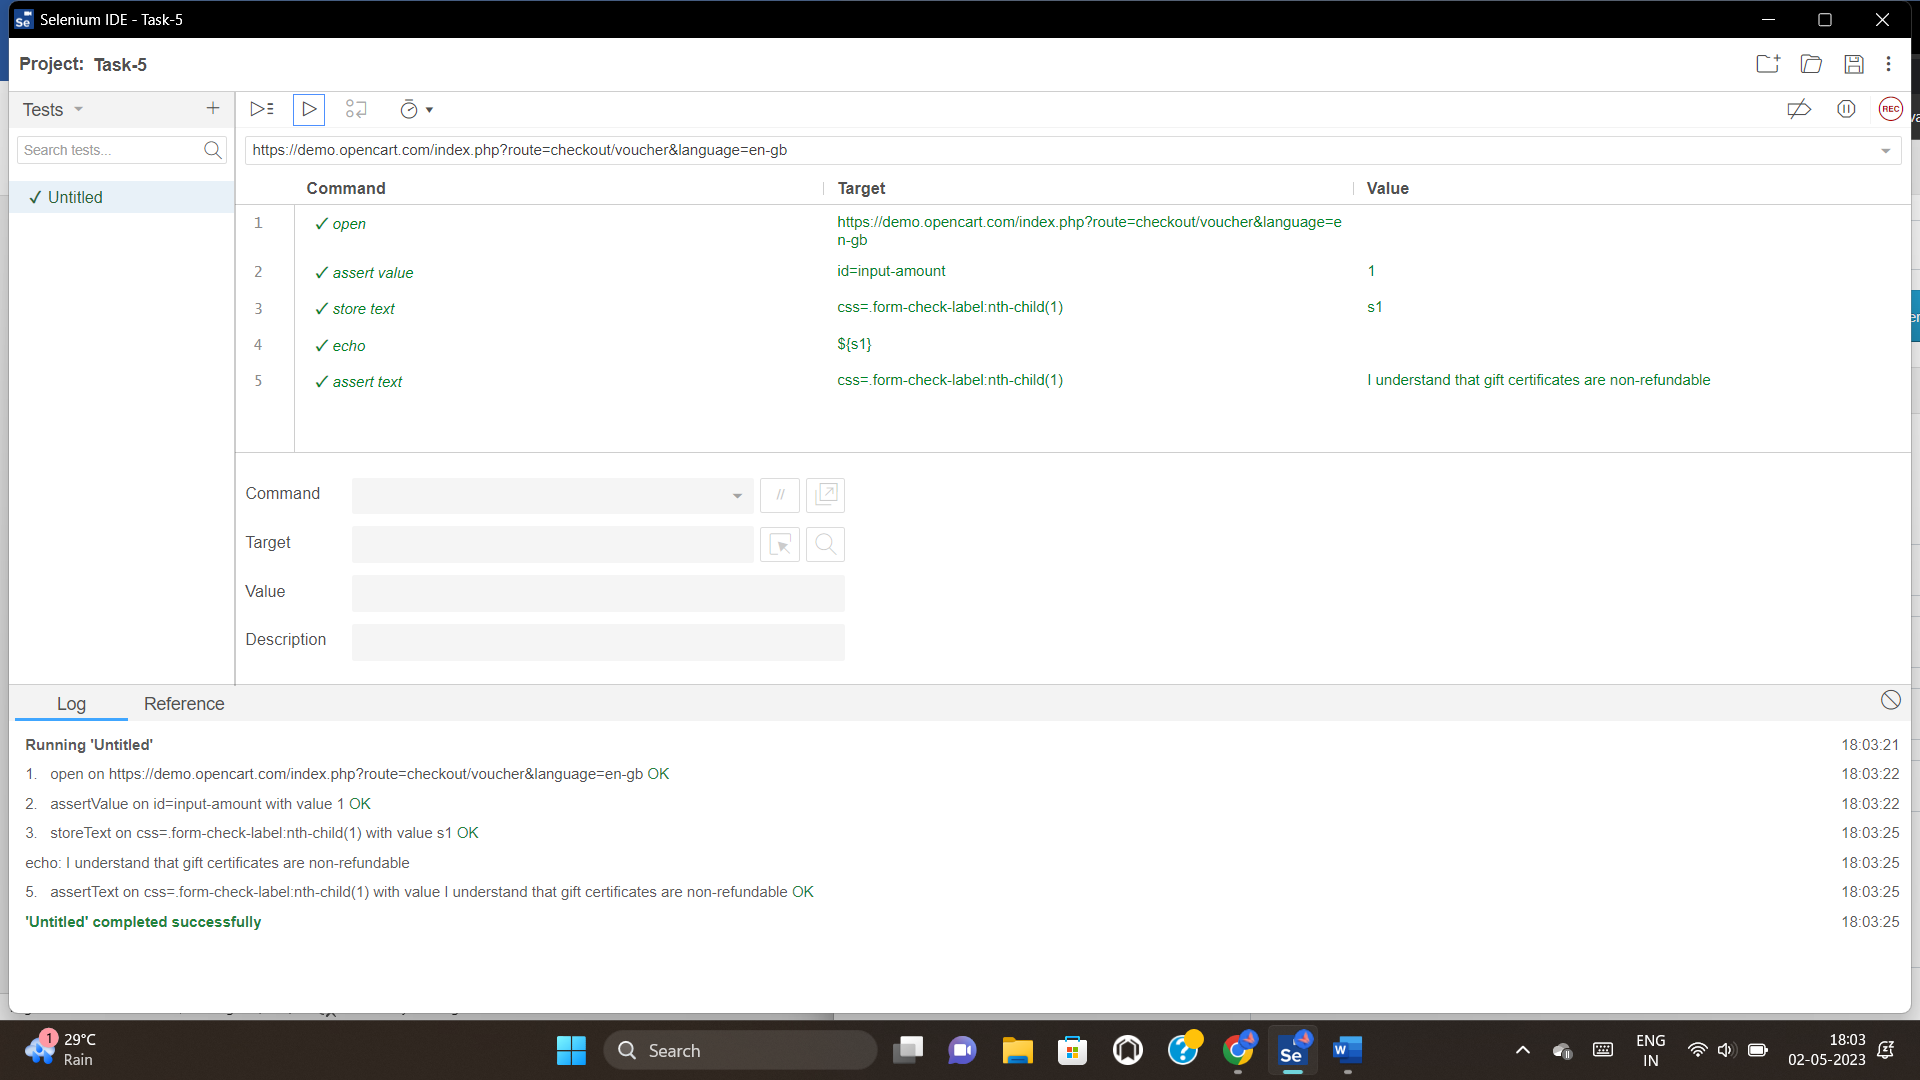 Selenium IDE - Task-5
Project: Task-5
Tests
Search tests...
✓ Untitled
REC
https://demo.opencart.com/index.php?route=checkout/voucher&language=en-gb
Command Target Value
1 ✓ open https://demo.opencart.com/index.php?route=checkout/voucher&language=e
n-gb
2 ✓ assert value id=input-amount 1
3 ✓ store text css=.form-check-label:nth-child(1) s1
4 ✓ echo ${s1}
5 ✓ assert text css=.form-check-label:nth-child(1) I understand that gift certificates are non-refundable
Command //
Target
Value
Description
Log Reference
Running 'Untitled' 18:03:21
1. open on https://demo.opencart.com/index.php?route=checkout/voucher&language=en-gb OK 18:03:22
2. assertValue on id=input-amount with value 1 OK 18:03:22
3. storeText on css=.form-check-label:nth-child(1) with value s1 OK 18:03:25
echo: I understand that gift certificates are non-refundable 18:03:25
5. assertText on css=.form-check-label:nth-child(1) with value I understand that gift certificates are non-refundable OK 18:03:25
'Untitled' completed successfully 18:03:25
1 29°C
Rain
Search
Se
W
ENG
IN
18:03
02-05-2023